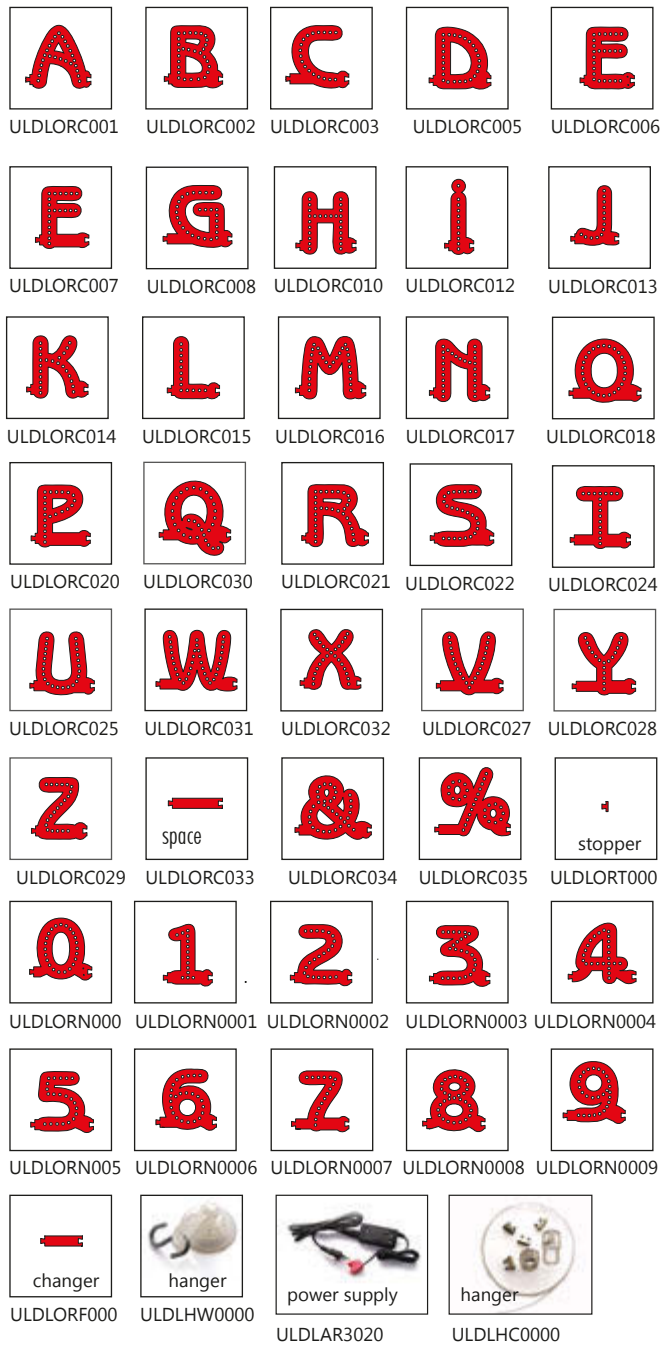 ULDLORC001 ULDLORC002 ULDLORC003 ULDLORC005 ULDLORC006
ULDLORC007 ULDLORC008 ULDLORC010 ULDLORC012 ULDLORC013
ULDLORC014 ULDLORC015 ULDLORC016 ULDLORC017 ULDLORC018
ULDLORC020 ULDLORC030 ULDLORC021 ULDLORC022 ULDLORC024
ULDLORC025 ULDLORC031 ULDLORC032 ULDLORC027 ULDLORC028
space stopper
ULDLORC029 ULDLORC033 ULDLORC034 ULDLORC035 ULDLORT000
ULDLORN000 ULDLORN0001 ULDLORN0002 ULDLORN0003 ULDLORN0004
ULDLORN005 ULDLORN0006 ULDLORN0007 ULDLORN0008 ULDLORN0009
changer hanger power supply hanger
ULDLORF000 ULDLHW0000 ULDLAR3020 ULDLHC0000
A B C D E
F G H i J
K L M N O
P Q R S I
U W X V Y
Z & %
0 1 2 3 4
5 6 7 8 9